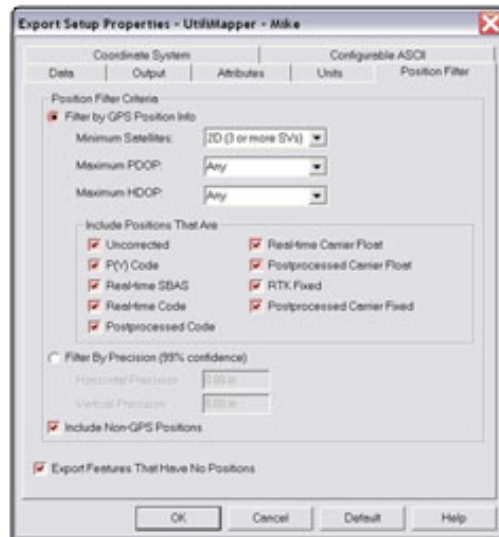 Export Setup Properties - UtiliMapper - Mike
Coordinate System
Configurable ASCII
Data
Output
Attributes
Units
Position Filter
Position Filter Criteria
Filter by GPS Position Info
Minimum Satellites:
2D (3 or more SVs)
Maximum PDOP:
Any
Maximum HDOP:
Any
Include Positions That Are
Uncorrected
Real-time Carrier Float
P(Y) Code
Postprocessed Carrier Float
Real-time SBAS
RTK Fixed
Real-time Code
Postprocessed Carrier Fixed
Postprocessed Code
Filter By Precision (99% confidence)
Horizontal Precision:
Vertical Precision:
Include Non-GPS Positions
Export Features That Have No Positions
OK
Cancel
Default
Help